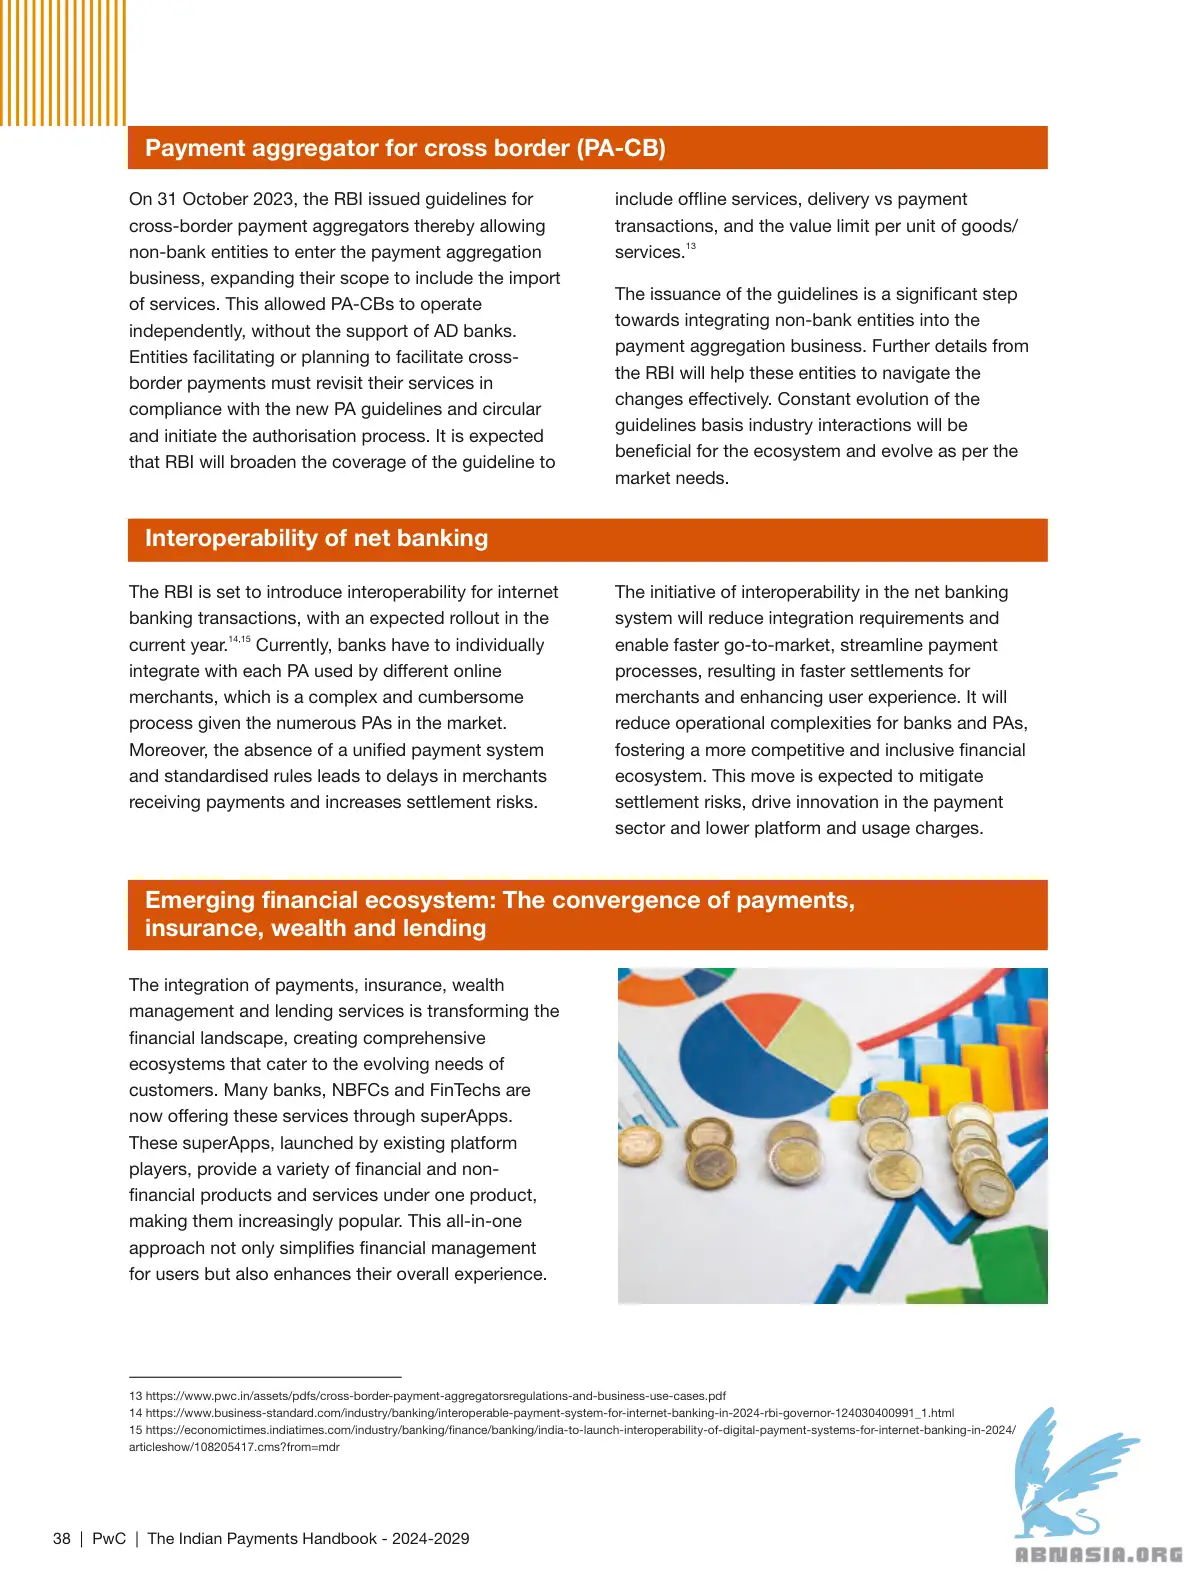 Payment aggregator for cross border (PA-CB)
On 31 October 2023, the RBI issued guidelines for
cross-border payment aggregators thereby allowing
non-bank entities to enter the payment aggregation
business, expanding their scope to include the import
of services. This allowed PA-CBs to operate
independently, without the support of AD banks.
Entities facilitating or planning to facilitate cross-
border payments must revisit their services in
compliance with the new PA guidelines and circular
and initiate the authorisation process. It is expected
that RBI will broaden the coverage of the guideline to
include offline services, delivery vs payment
transactions, and the value limit per unit of goods/
services.13
The issuance of the guidelines is a significant step
towards integrating non-bank entities into the
payment aggregation business. Further details from
the RBI will help these entities to navigate the
changes effectively. Constant evolution of the
guidelines basis industry interactions will be
beneficial for the ecosystem and evolve as per the
market needs.
Interoperability of net banking
The RBI is set to introduce interoperability for internet
banking transactions, with an expected rollout in the
current year.14,15 Currently, banks have to individually
integrate with each PA used by different online
merchants, which is a complex and cumbersome
process given the numerous PAs in the market.
Moreover, the absence of a unified payment system
and standardised rules leads to delays in merchants
receiving payments and increases settlement risks.
The initiative of interoperability in the net banking
system will reduce integration requirements and
enable faster go-to-market, streamline payment
processes, resulting in faster settlements for
merchants and enhancing user experience. It will
reduce operational complexities for banks and PAs,
fostering a more competitive and inclusive financial
ecosystem. This move is expected to mitigate
settlement risks, drive innovation in the payment
sector and lower platform and usage charges.
Emerging financial ecosystem: The convergence of payments,
insurance, wealth and lending
The integration of payments, insurance, wealth
management and lending services is transforming the
financial landscape, creating comprehensive
ecosystems that cater to the evolving needs of
customers. Many banks, NBFCs and FinTechs are
now offering these services through superApps.
These superApps, launched by existing platform
players, provide a variety of financial and non-
financial products and services under one product,
making them increasingly popular. This all-in-one
approach not only simplifies financial management
for users but also enhances their overall experience.
13 https://www.pwc.in/assets/pdfs/cross-border-payment-aggregatorsregulations-and-business-use-cases.pdf
14 https://www.business-standard.com/industry/banking/interoperable-payment-system-for-internet-banking-in-2024-rbi-governor-124030400991_1.html
15 https://economictimes.indiatimes.com/industry/banking/finance/banking/india-to-launch-interoperability-of-digital-payment-systems-for-internet-banking-in-2024/
articleshow/108205417.cms?from=mdr
38 | PwC | The Indian Payments Handbook - 2024-2029
ABNASIA.ORG